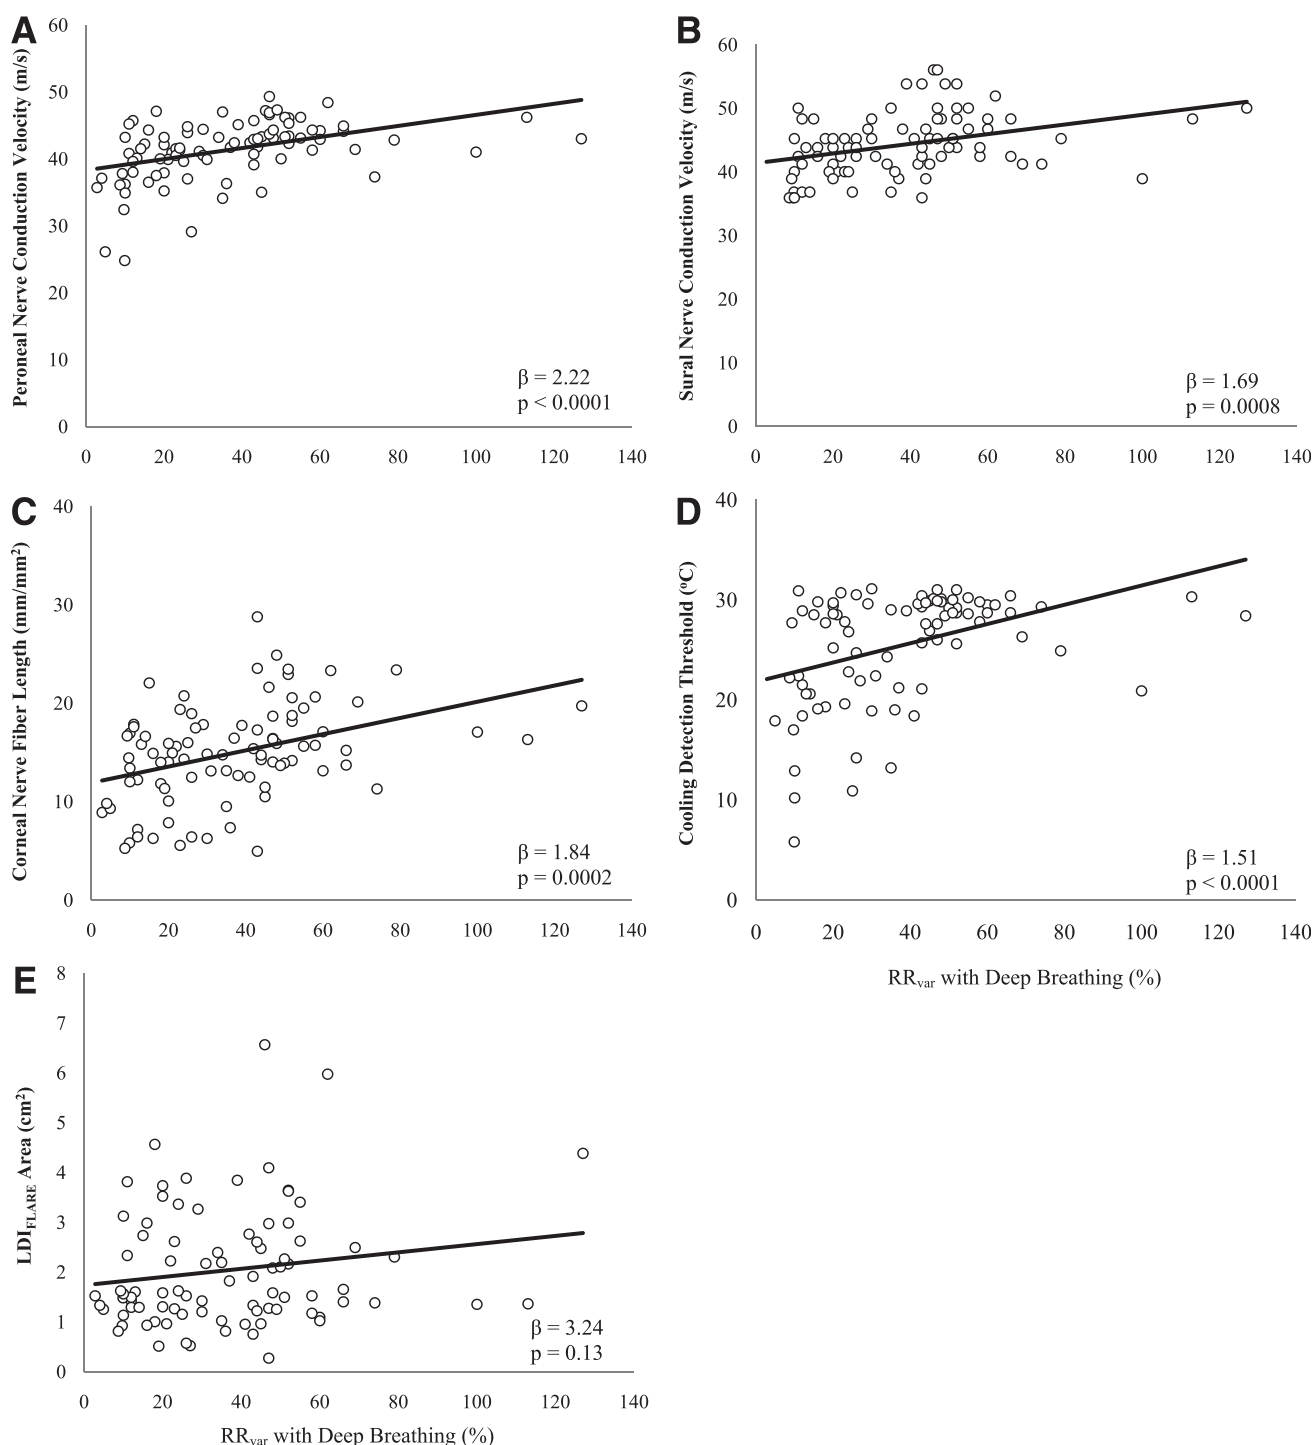 A
Peroneal Nerve Conduction Velocity (m/s)
60
50
40
30
20
10
0
β = 2.22
p < 0.0001
0 20 40 60 80 100 120 140
B
Sural Nerve Conduction Velocity (m/s)
60
50
40
30
20
10
0
β = 1.69
p = 0.0008
0 20 40 60 80 100 120 140
C
Corneal Nerve Fiber Length (mm/mm²)
40
30
20
10
0
β = 1.84
p = 0.0002
0 20 40 60 80 100 120 140
D
Cooling Detection Threshold (°C)
40
30
20
10
0
β = 1.51
p < 0.0001
0 20 40 60 80 100 120 140
RRvar with Deep Breathing (%)
E
LDIFLARE Area (cm²)
8
7
6
5
4
3
2
1
0
β = 3.24
p = 0.13
0 20 40 60 80 100 120 140
RRvar with Deep Breathing (%)